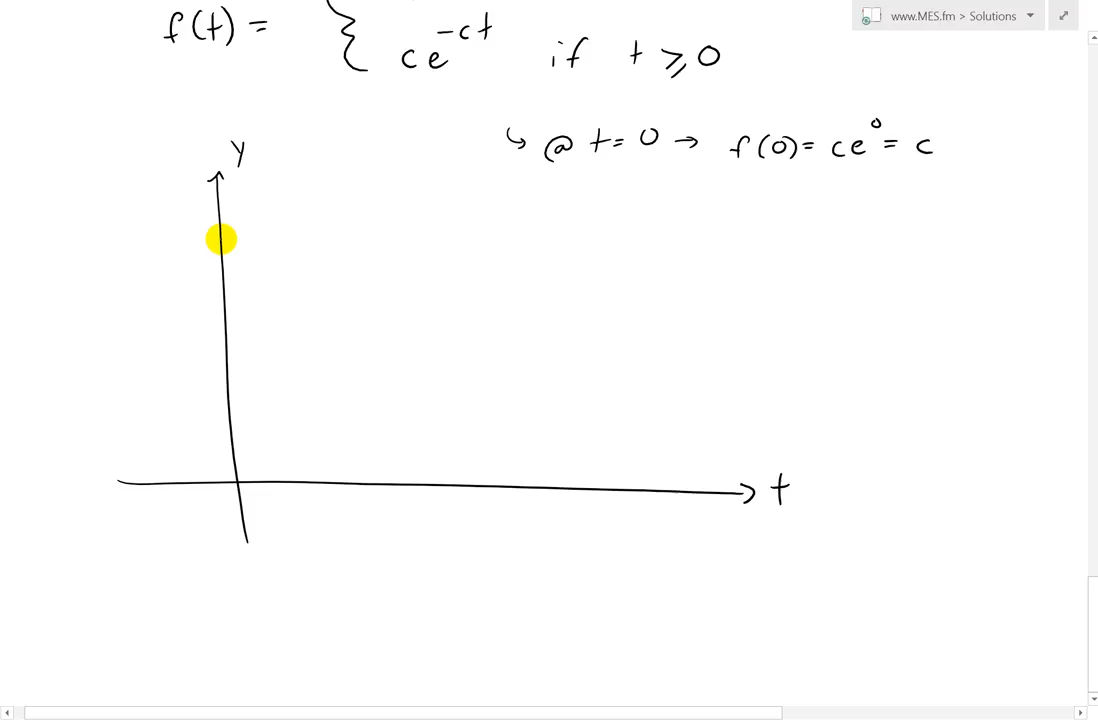 www.MES.fm > Solutions
f(t) = { ce^-ct if t ≥ 0
↳ @ t = 0 → f(0) = ce^0 = c
y
t